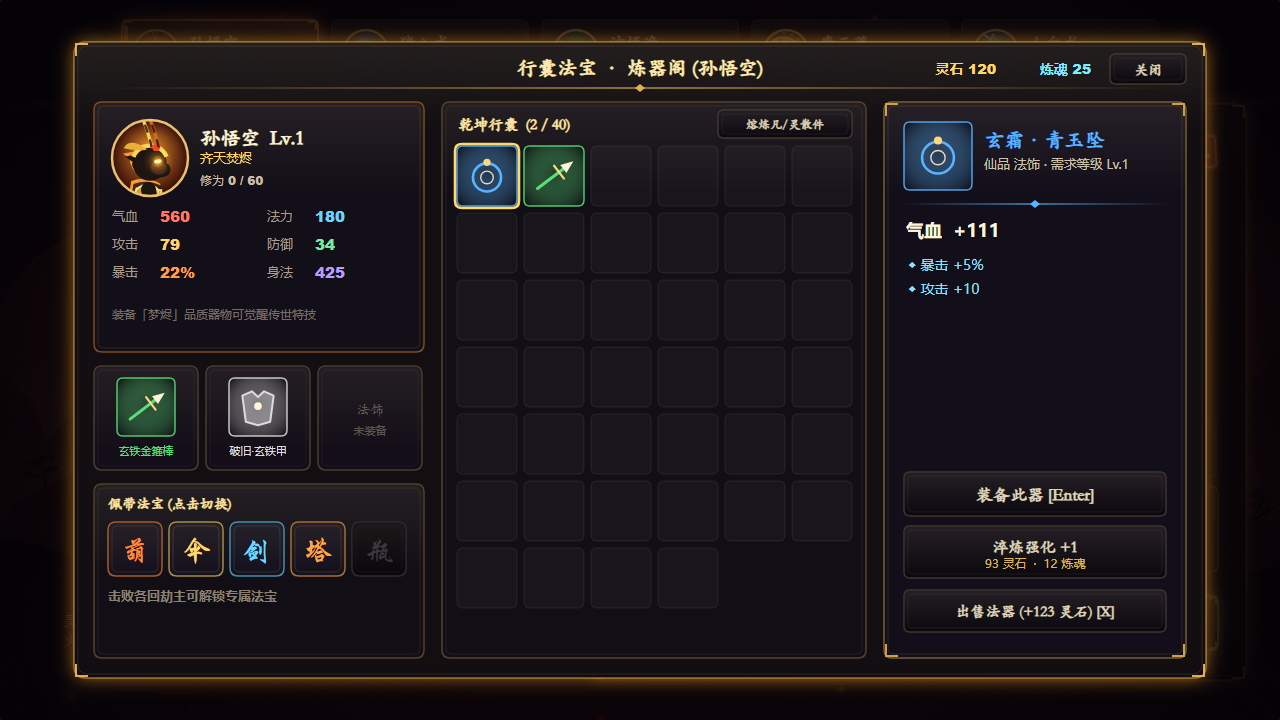 行囊法宝 · 炼器阁 (孙悟空)
灵石 120
炼魂 25
关闭
孙悟空 Lv.1
齐天梦烬
修为 0 / 60
气血 560
法力 180
攻击 79
防御 34
暴击 22%
身法 425
装备「梦烬」品质器物可觉醒传世特技
玄铁金箍棒
破旧·玄铁甲
法·饰
未装备
佩带法宝 (点击切换)
葫
伞
剑
塔
瓶
击败各回劫主可解锁专属法宝
乾坤行囊 (2 / 40)
熔炼凡/灵散件
玄霜 · 青玉坠
仙品 法饰 · 需求等级 Lv.1
气血 +111
暴击 +5%
攻击 +10
装备此器 [Enter]
淬炼强化 +1
93 灵石 · 12 炼魂
出售法器 (+123 灵石) [X]